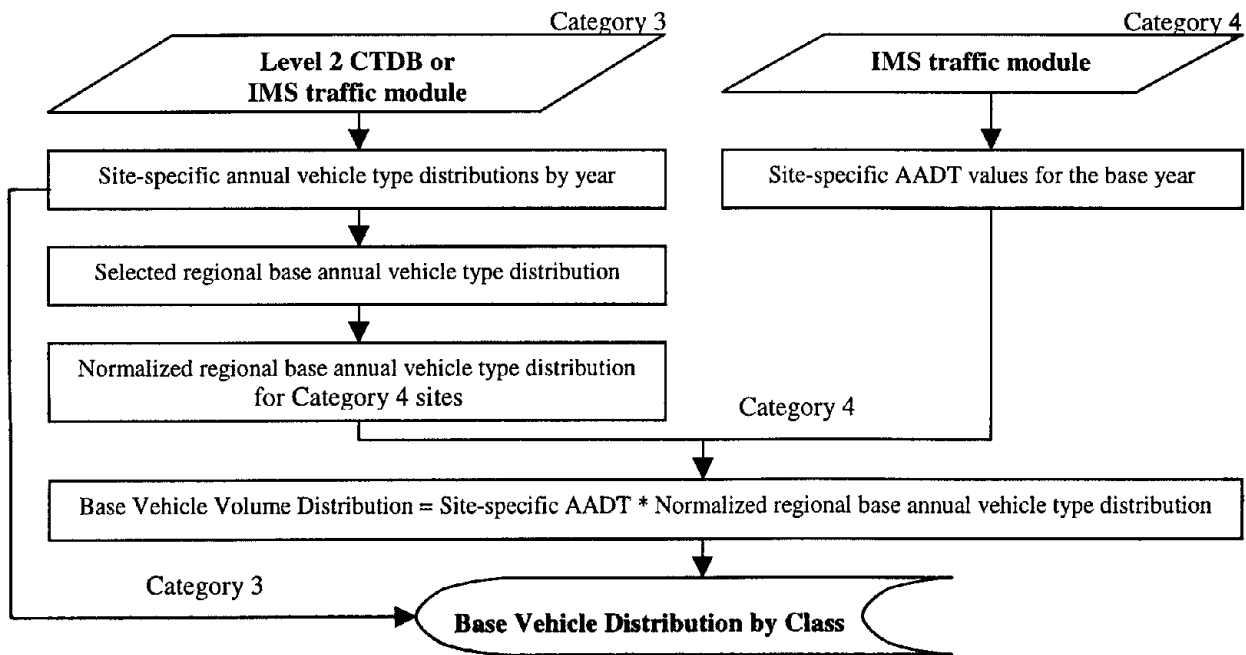 Category 3
Category 4
Level 2 CTDB or
IMS traffic module
IMS traffic module
Site-specific annual vehicle type distributions by year
Site-specific AADT values for the base year
Selected regional base annual vehicle type distribution
Normalized regional base annual vehicle type distribution
for Category 4 sites
Category 4
Base Vehicle Volume Distribution = Site-specific AADT * Normalized regional base annual vehicle type distribution
Category 3
Base Vehicle Distribution by Class